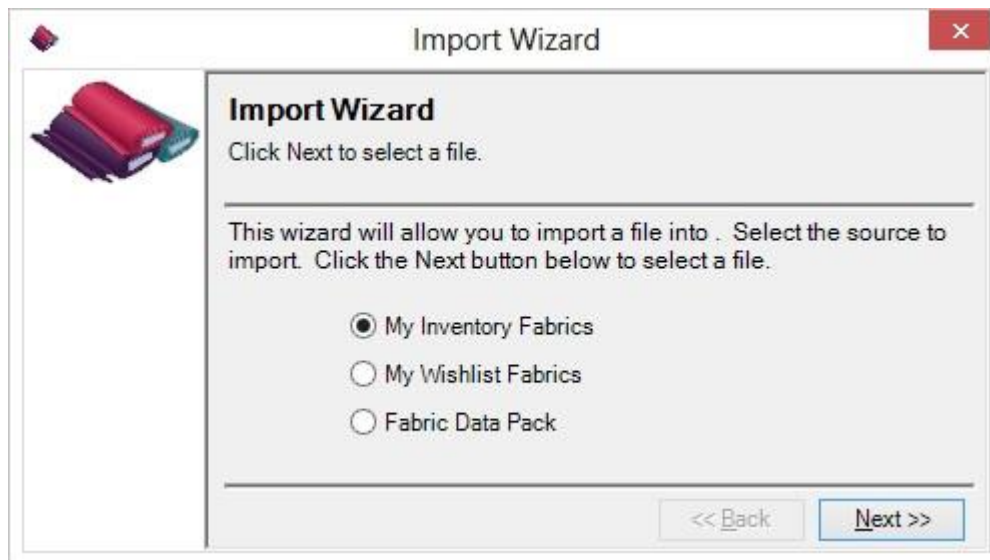 Import Wizard
Import Wizard
Click Next to select a file.
This wizard will allow you to import a file into .  Select the source to
import.  Click the Next button below to select a file.
My Inventory Fabrics
My Wishlist Fabrics
Fabric Data Pack
<< Back
Next >>